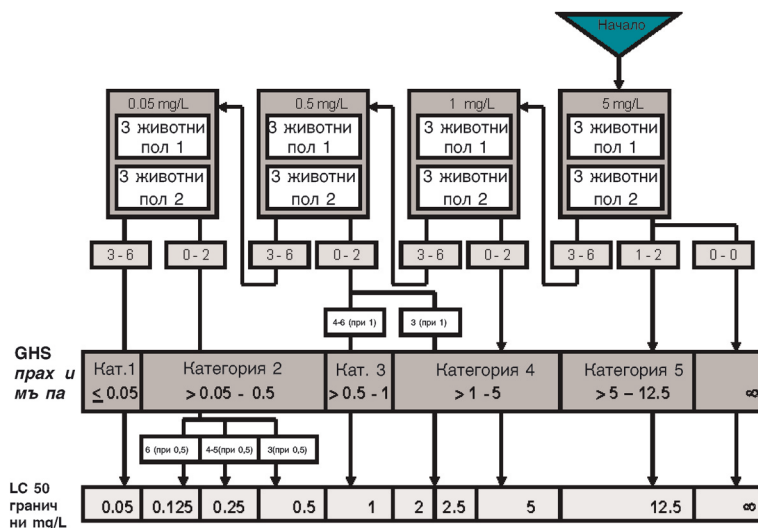 Начало
0.05 mg/L
0.5 mg/L
1 mg/L
5 mg/L
3 животни
пол 1
3 животни
пол 1
3 животни
пол 1
3 животни
пол 1
3 животни
пол 2
3 животни
пол 2
3 животни
пол 2
3 животни
пол 2
3 - 6
0 - 2
3 - 6
0 - 2
3 - 6
0 - 2
3 - 6
1 - 2
0 - 0
4-6 (при 1)
3 (при 1)
GHS
прах и
мъ па
Кат.1
≤ 0.05
Категория 2
> 0.05 - 0.5
Кат. 3
> 0.5 - 1
Категория 4
> 1 - 5
Категория 5
> 5 – 12.5
∞
6 (при 0,5)
4-5(при 0,5)
3(при 0,5)
LC 50
гранич
ни mg/L
0.05
0.125
0.25
0.5
1
2
2.5
5
12.5
∞